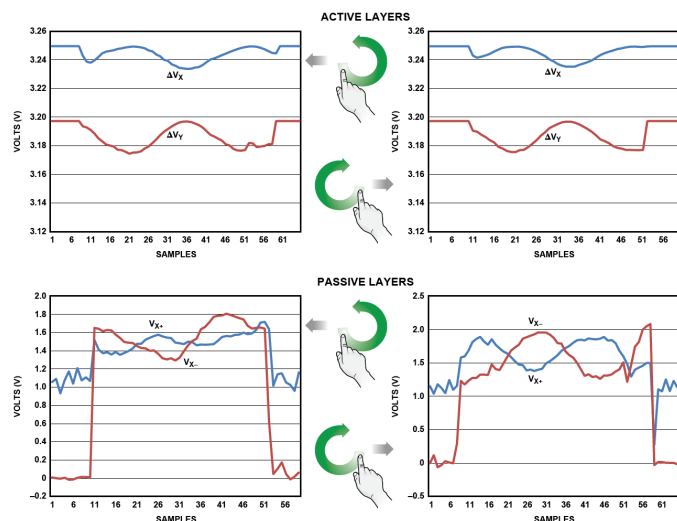 ACTIVE LAYERS
3.26
3.24
3.22
3.20
3.18
3.16
3.14
3.12
VOLTS (V)
ΔVX
ΔVY
1 6 11 16 21 26 31 36 41 46 51 56 61
SAMPLES
3.26
3.24
3.22
3.20
3.18
3.16
3.14
3.12
VOLTS (V)
ΔVX
ΔVY
1 6 11 16 21 26 31 36 41 46 51 56
SAMPLES
PASSIVE LAYERS
2.0
1.8
1.6
1.4
1.2
1.0
0.8
0.6
0.4
0.2
0
–0.2
VOLTS (V)
VX+
VX–
1 6 11 16 21 26 31 36 41 46 51 56
SAMPLES
2.5
2.0
1.5
1.0
0.5
0
–0.5
VOLTS (V)
VX–
VX+
1 6 11 16 21 26 31 36 41 46 51 56 61
SAMPLES